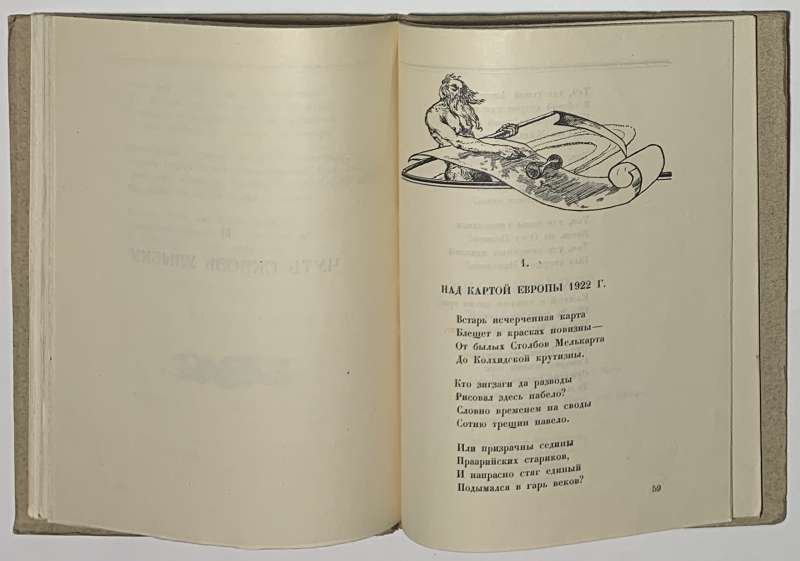 1.
НАД КАРТОЙ ЕВРОПЫ 1922 Г.
Встарь исчерченная карта
Блещет в красках новизны—
От былых Столбов Мелькарта
До Колхидской крутизны.
Кто зигзаги да разводы
Рисовал здесь набело?
Словно временем на своды
Сотню трещин навело.
Или призрачны седины
Праарийских стариков,
И напрасно стяг единый
Подымался в гарь веков?
59